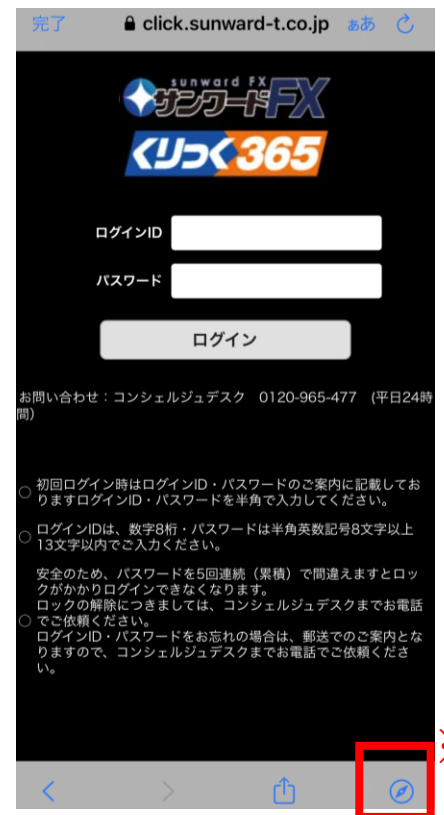 完了 click.sunward-t.co.jp ぁあ
sunward FX
サンワードFX
くりっく365
ログインID
パスワード
ログイン
お問い合わせ：コンシェルジュデスク 0120-965-477 (平日24時
間)
初回ログイン時はログインID・パスワードのご案内に記載してお
りますログインID・パスワードを半角で入力してください。
ログインIDは、数字8桁・パスワードは半角英数記号8文字以上
13文字以内でご入力ください。
安全のため、パスワードを5回連続（累積）で間違えますとロッ
クがかかりログインできなくなります。
ロックの解除につきましては、コンシェルジュデスクまでお電話
でご依頼ください。
ログインID・パスワードをお忘れの場合は、郵送でのご案内とな
りますので、コンシェルジュデスクまでお電話でご依頼くださ
い。